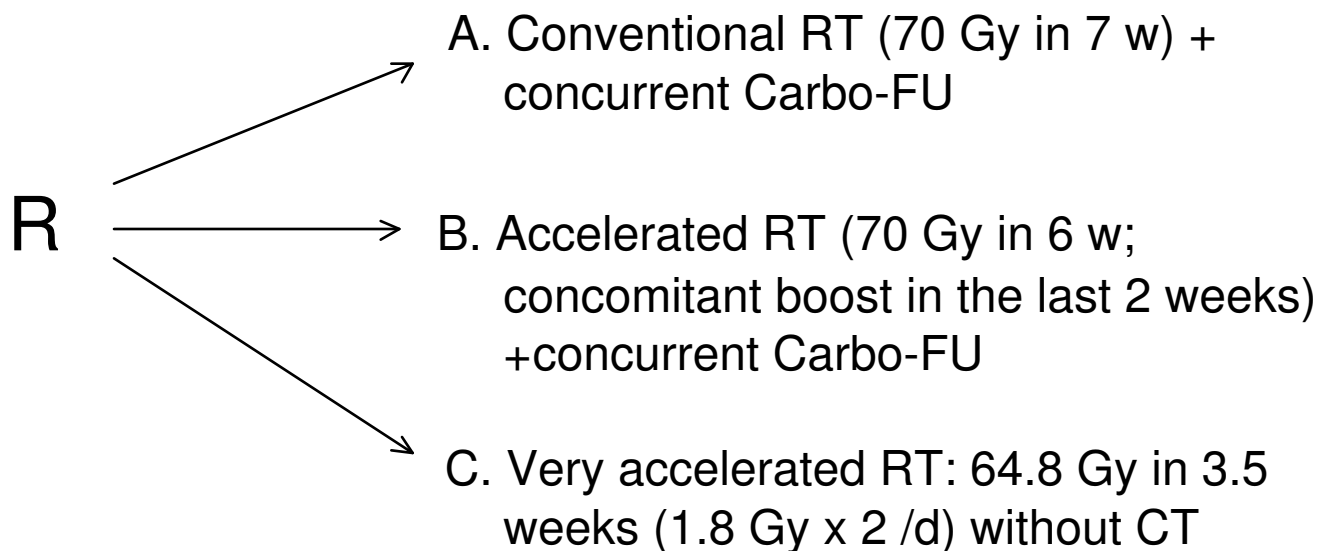 A. Conventional RT (70 Gy in 7 w) +
concurrent Carbo-FU
R
B. Accelerated RT (70 Gy in 6 w;
concomitant boost in the last 2 weeks)
+concurrent Carbo-FU
C. Very accelerated RT: 64.8 Gy in 3.5
weeks (1.8 Gy x 2 /d) without CT